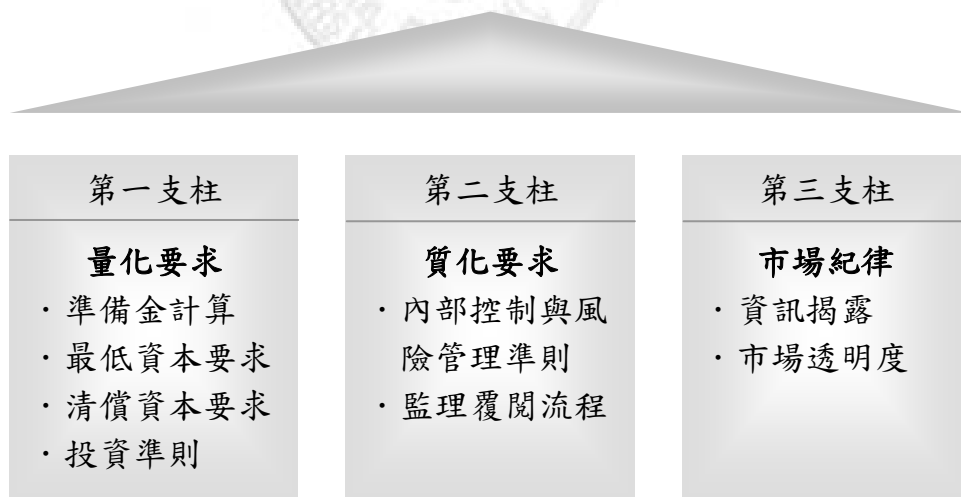 第一支柱
量化要求
·準備金計算
·最低資本要求
·清償資本要求
·投資準則
第二支柱
質化要求
·內部控制與風
險管理準則
·監理覆閱流程
第三支柱
市場紀律
·資訊揭露
·市場透明度